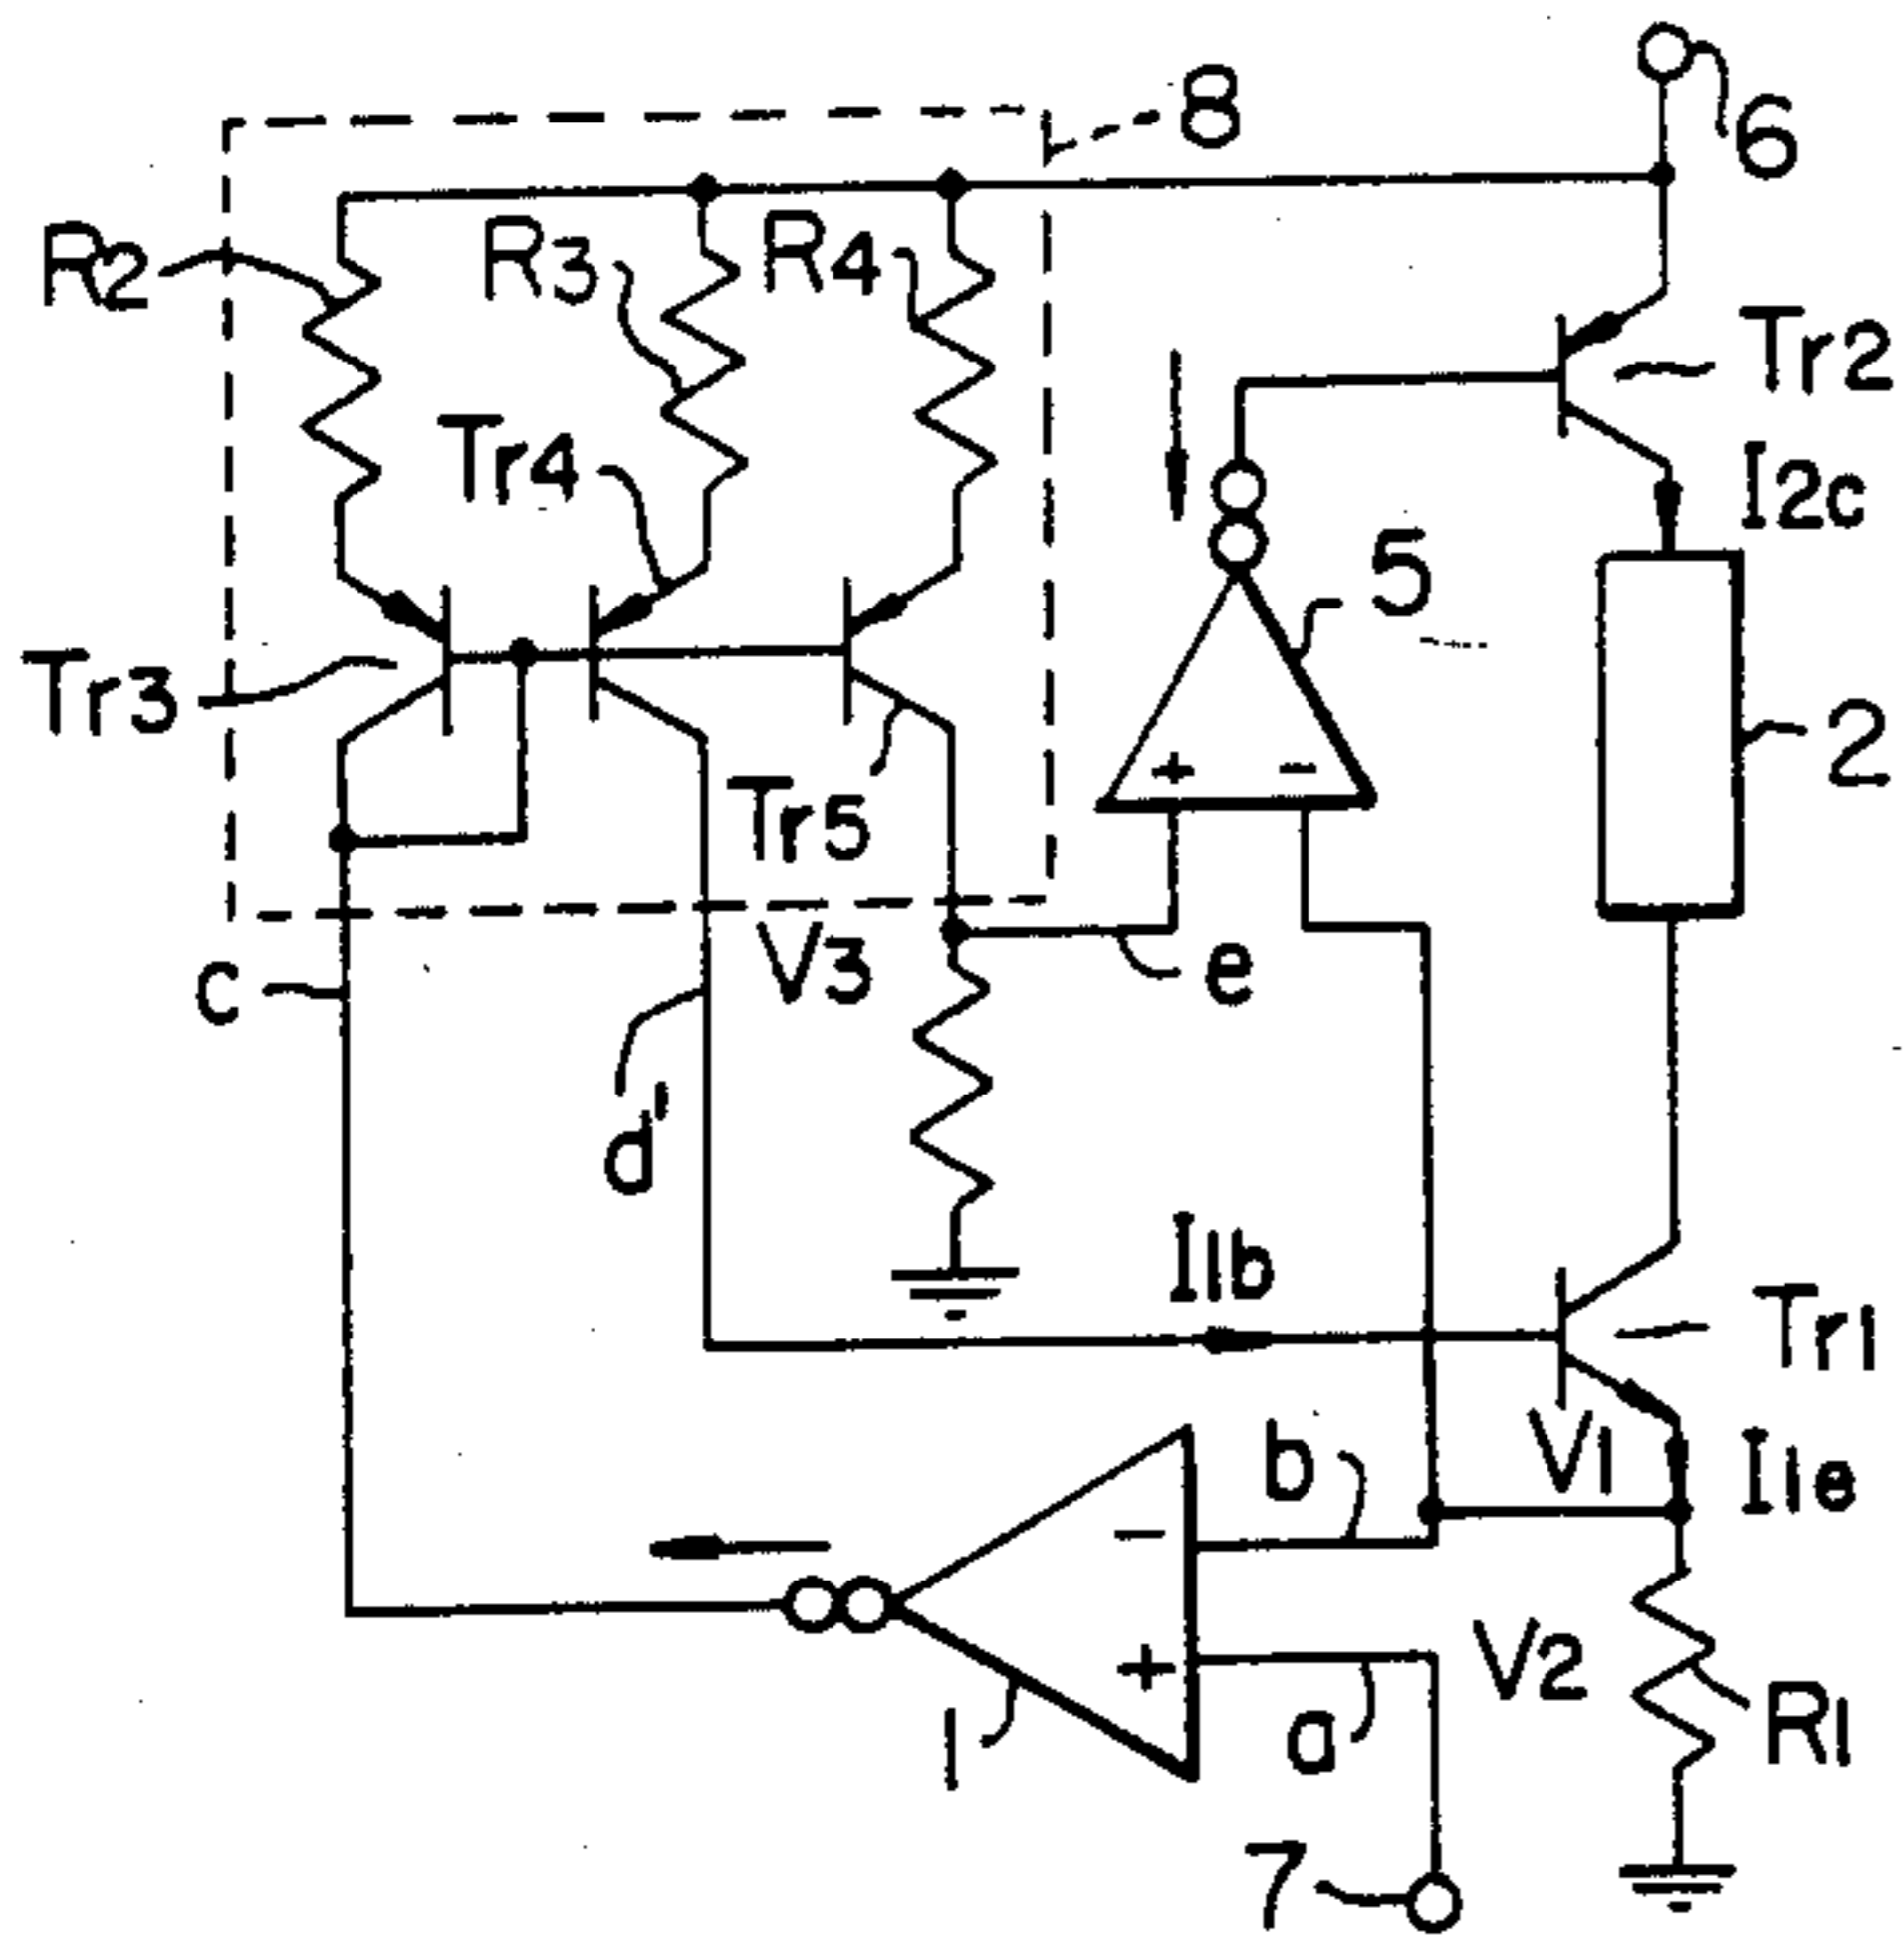 8
6
R2
R3
R4
Tr2
Tr4
I2c
5
Tr3
+ −
2
Tr5
V3
e
c
d'
I1b
Tr1
b
V1
I1e
−
+
V2
R1
1
a
7